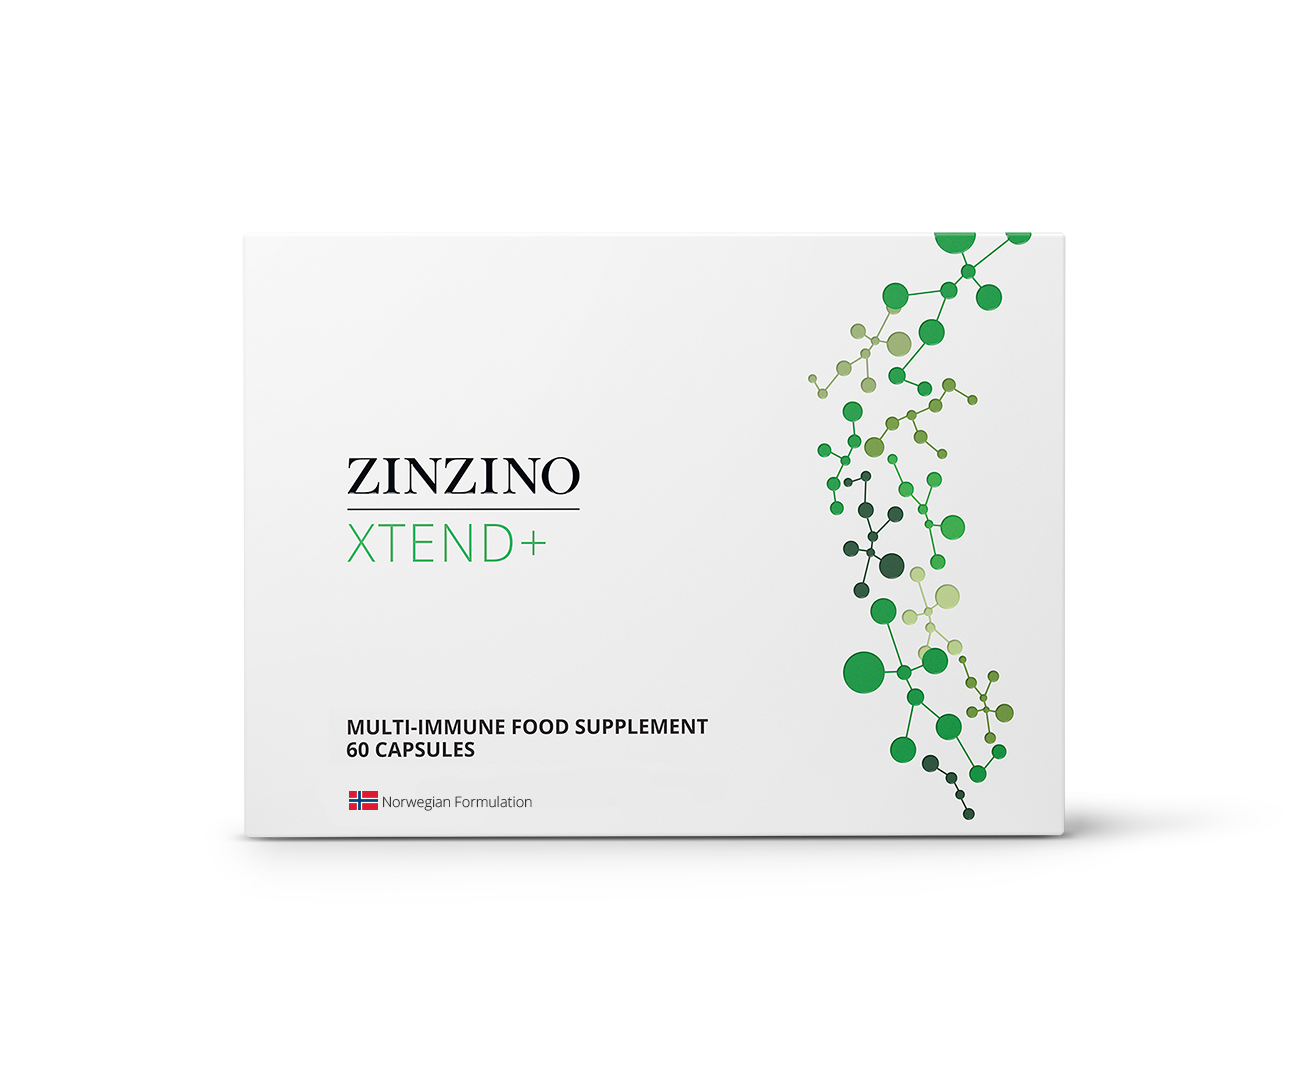 ZINZINO
XTEND+
MULTI-IMMUNE FOOD SUPPLEMENT
60 CAPSULES
Norwegian Formulation